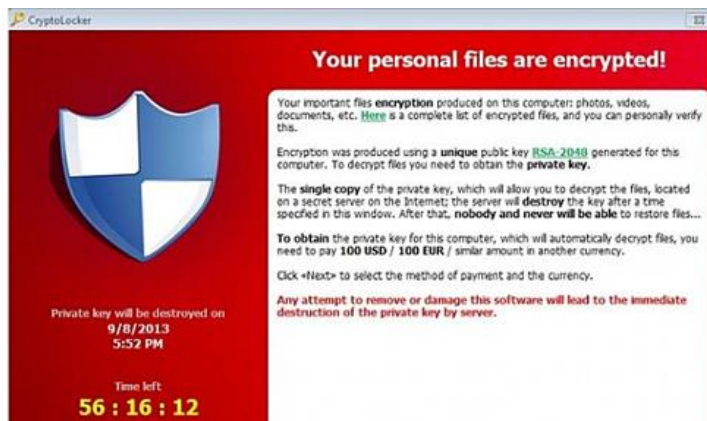 CryptoLocker
Your personal files are encrypted!
Your important files encryption produced on this computer: photos, videos,
documents, etc. Here is a complete list of encrypted files, and you can personally verify
this.
Encryption was produced using a unique public key RSA-2048 generated for this
computer. To decrypt files you need to obtain the private key.
The single copy of the private key, which will allow you to decrypt the files, located
on a secret server on the Internet; the server will destroy the key after a time
specified in this window. After that, nobody and never will be able to restore files...
To obtain the private key for this computer, which will automatically decrypt files, you
need to pay 100 USD / 100 EUR / similar amount in another currency.
Click «Next» to select the method of payment and the currency.
Any attempt to remove or damage this software will lead to the immediate
destruction of the private key by server.
Private key will be destroyed on
9/8/2013
5:52 PM
Time left
56 : 16 : 12